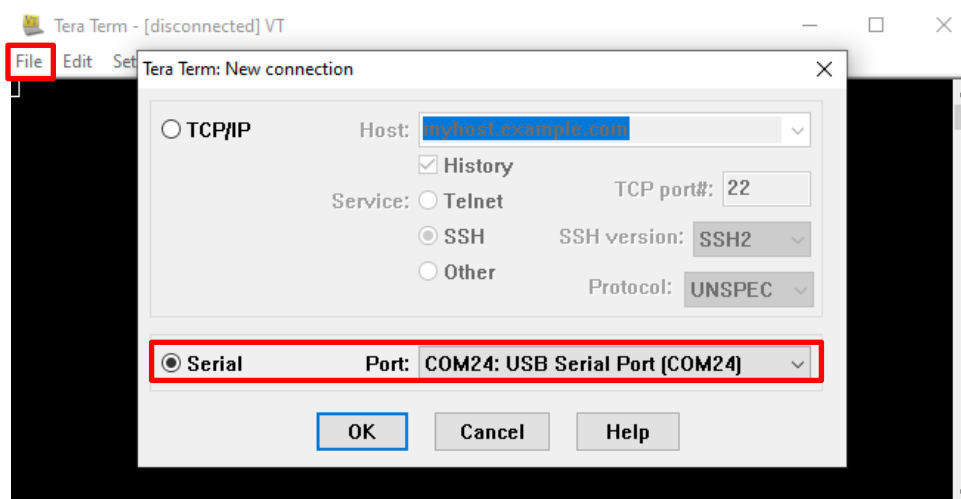 Tera Term - [disconnected] VT
File Edit Set
Tera Term: New connection
TCP/IP Host: myhost.example.com
History
Service: Telnet TCP port#: 22
SSH SSH version: SSH2
Other Protocol: UNSPEC
Serial Port: COM24: USB Serial Port (COM24)
OK Cancel Help